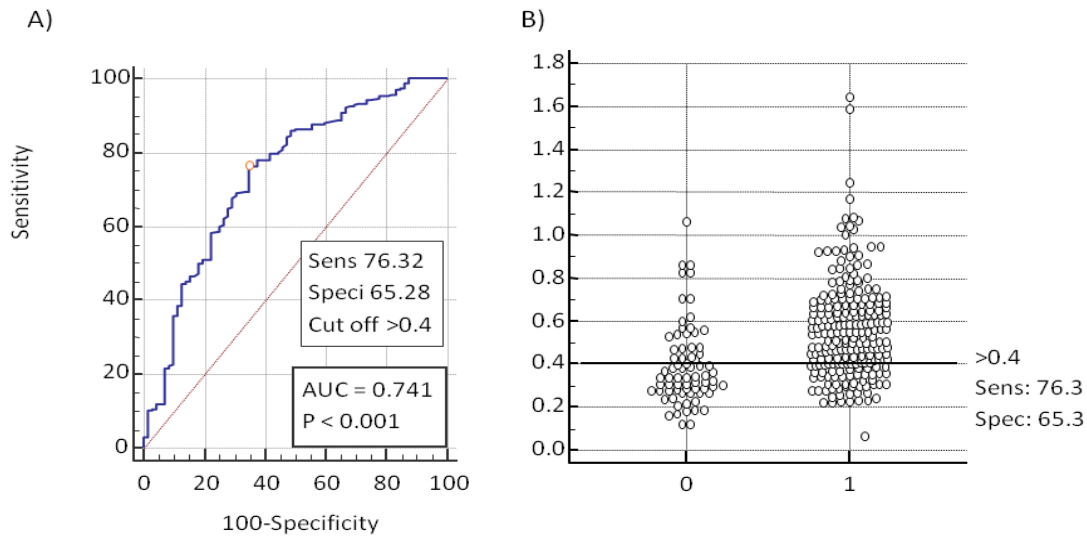 A)
100
80
60
40
20
0
Sensitivity
Sens 76.32
Speci 65.28
Cut off >0.4
AUC = 0.741
P < 0.001
0 20 40 60 80 100
100-Specificity
B)
1.8
1.6
1.4
1.2
1.0
0.8
0.6
0.4
0.2
0.0
>0.4
Sens: 76.3
Spec: 65.3
0 1